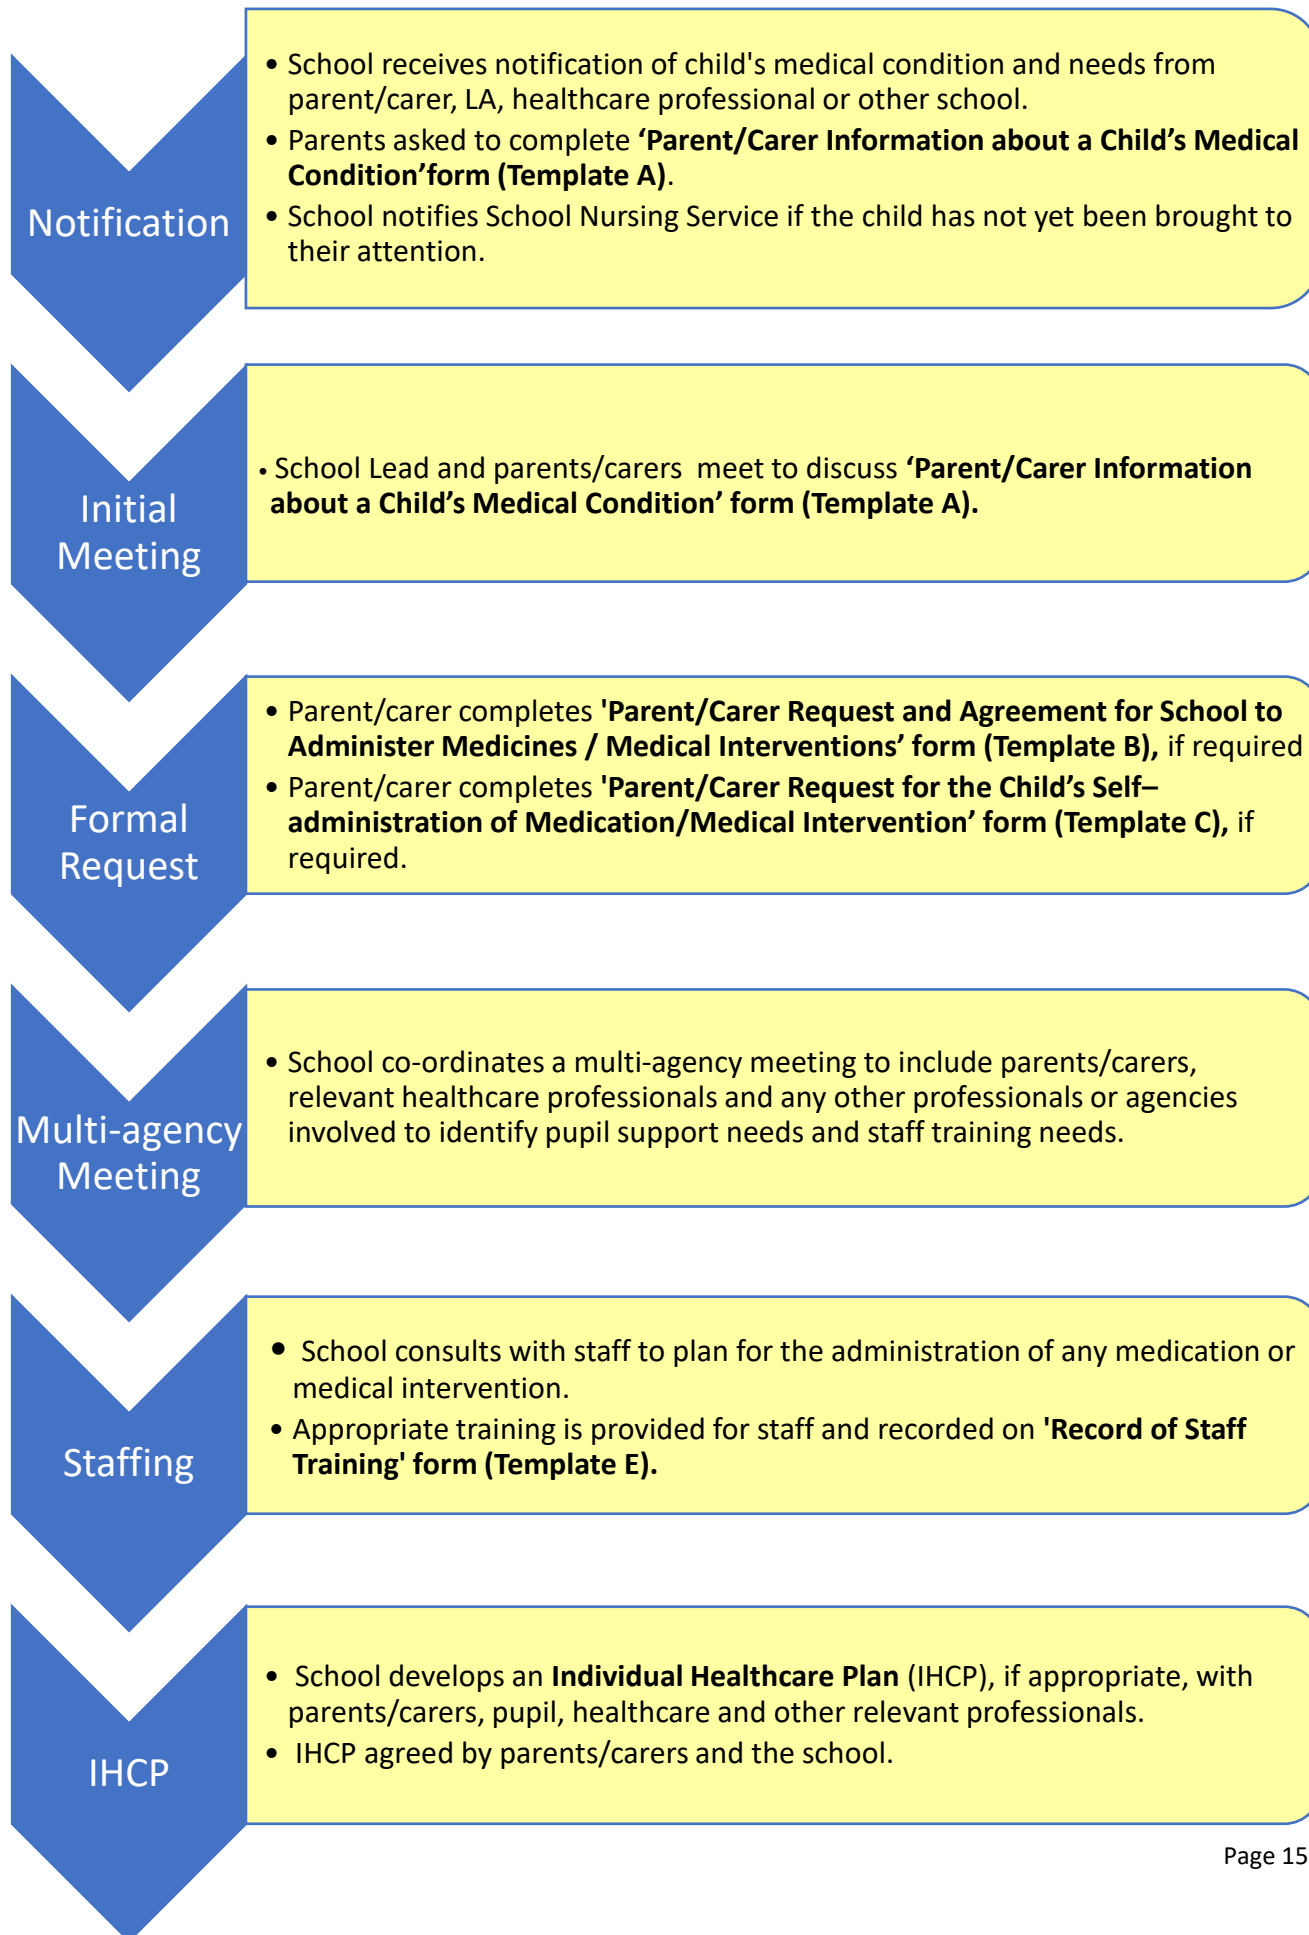 Notification
• School receives notification of child's medical condition and needs from
parent/carer, LA, healthcare professional or other school.
• Parents asked to complete ‘Parent/Carer Information about a Child’s Medical
Condition’form (Template A).
• School notifies School Nursing Service if the child has not yet been brought to
their attention.
Initial
Meeting
• School Lead and parents/carers  meet to discuss ‘Parent/Carer Information
about a Child’s Medical Condition’ form (Template A).
Formal
Request
• Parent/carer completes 'Parent/Carer Request and Agreement for School to
Administer Medicines / Medical Interventions’ form (Template B), if required
• Parent/carer completes 'Parent/Carer Request for the Child’s Self–
administration of Medication/Medical Intervention’ form (Template C), if
required.
Multi-agency
Meeting
• School co-ordinates a multi-agency meeting to include parents/carers,
relevant healthcare professionals and any other professionals or agencies
involved to identify pupil support needs and staff training needs.
Staffing
• School consults with staff to plan for the administration of any medication or
medical intervention.
• Appropriate training is provided for staff and recorded on 'Record of Staff
Training' form (Template E).
IHCP
• School develops an Individual Healthcare Plan (IHCP), if appropriate, with
parents/carers, pupil, healthcare and other relevant professionals.
• IHCP agreed by parents/carers and the school.
Page 15